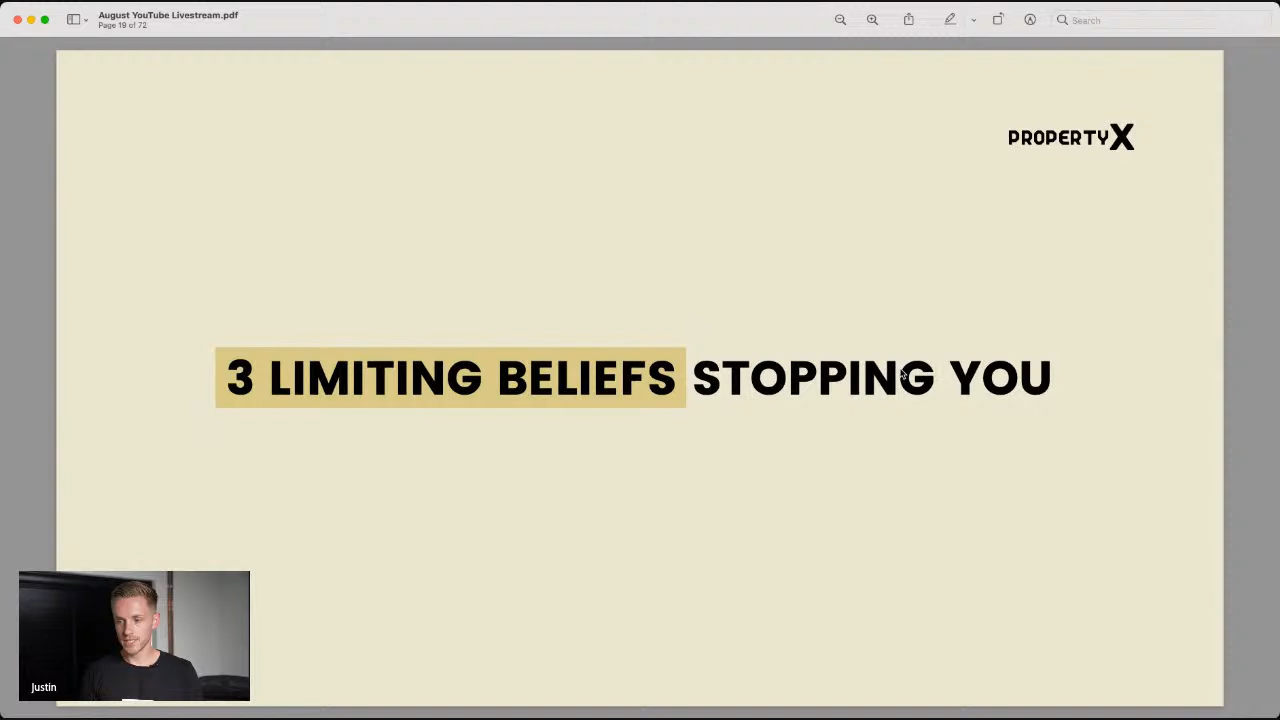 August YouTube Livestream.pdf
Page 19 of 72
Search
PROPERTYX
3 LIMITING BELIEFS STOPPING YOU
Justin